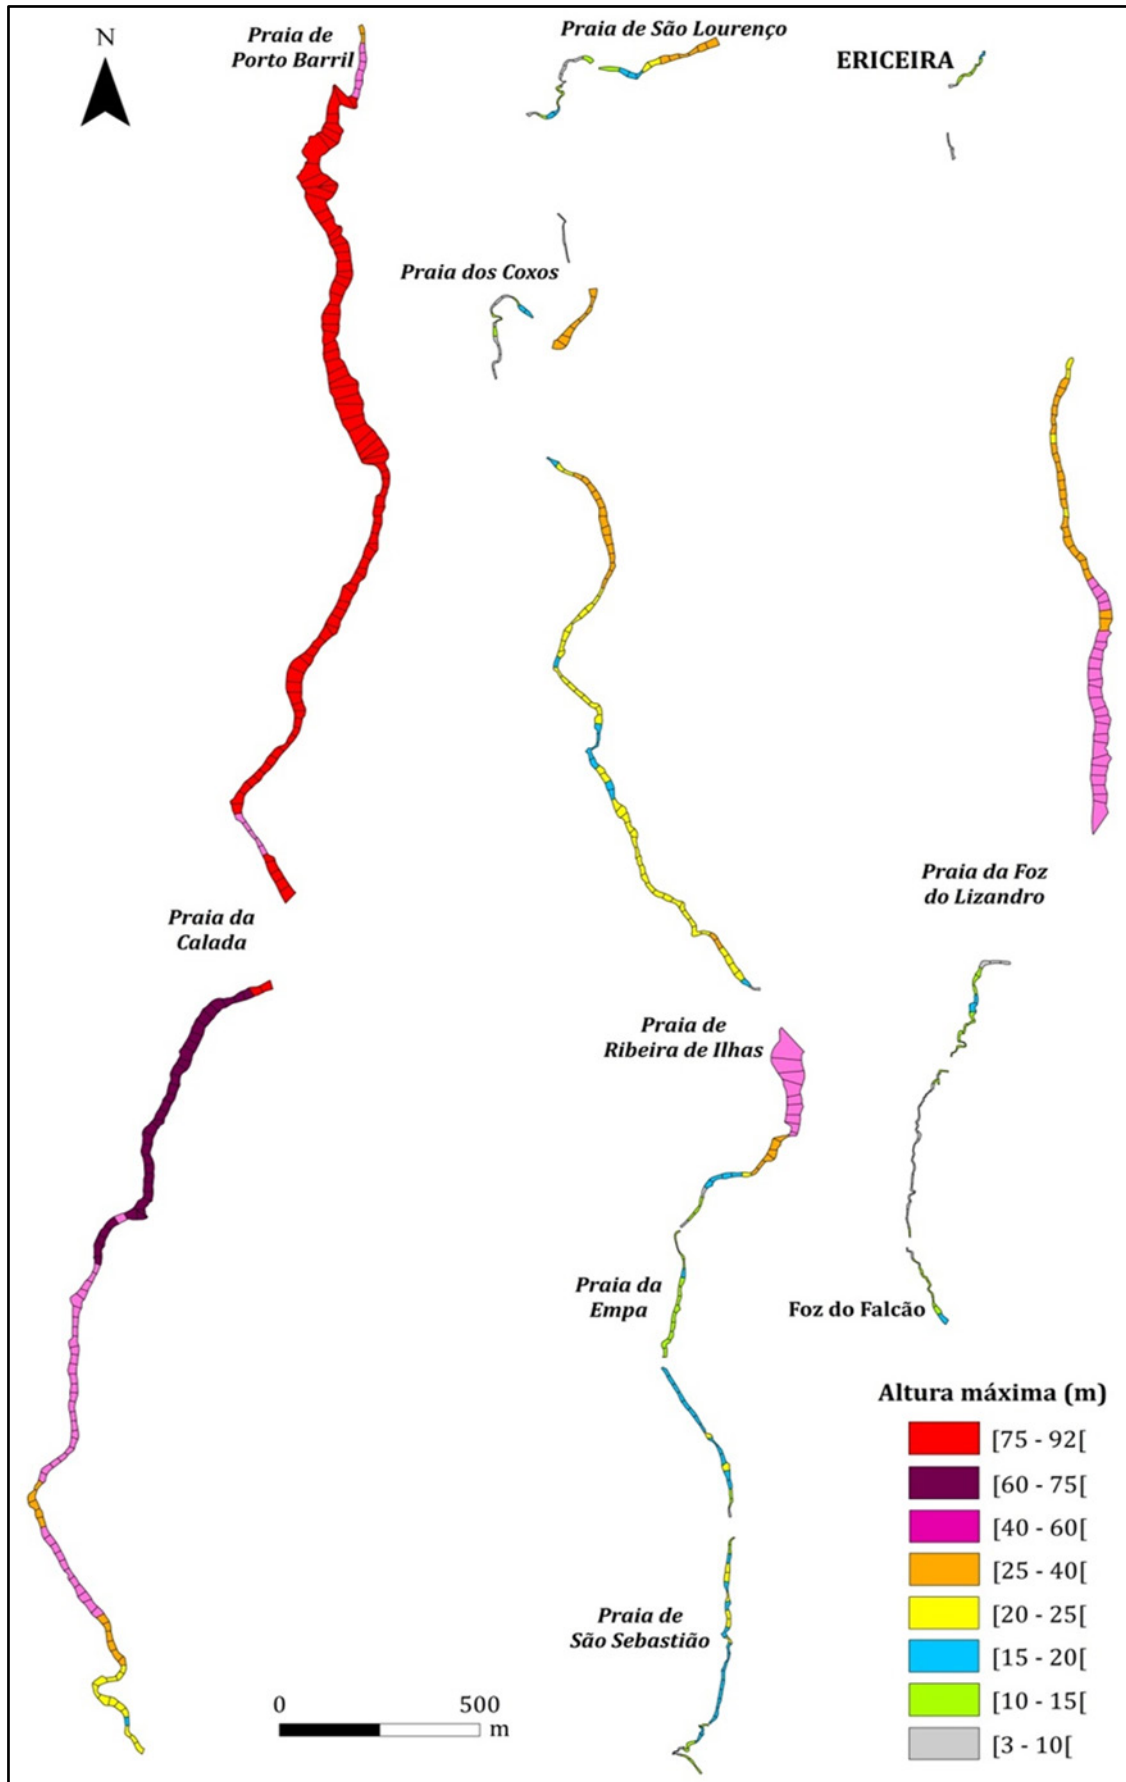 N
Praia de
Porto Barril
Praia de São Lourenço
ERICEIRA
Praia dos Coxos
Praia da Foz
do Lizandro
Praia da
Calada
Praia de
Ribeira de Ilhas
Praia da
Empa
Foz do Falcão
Praia de
São Sebastião
0 500
m
Altura máxima (m)
[75 - 92[
[60 - 75[
[40 - 60[
[25 - 40[
[20 - 25[
[15 - 20[
[10 - 15[
[3 - 10[